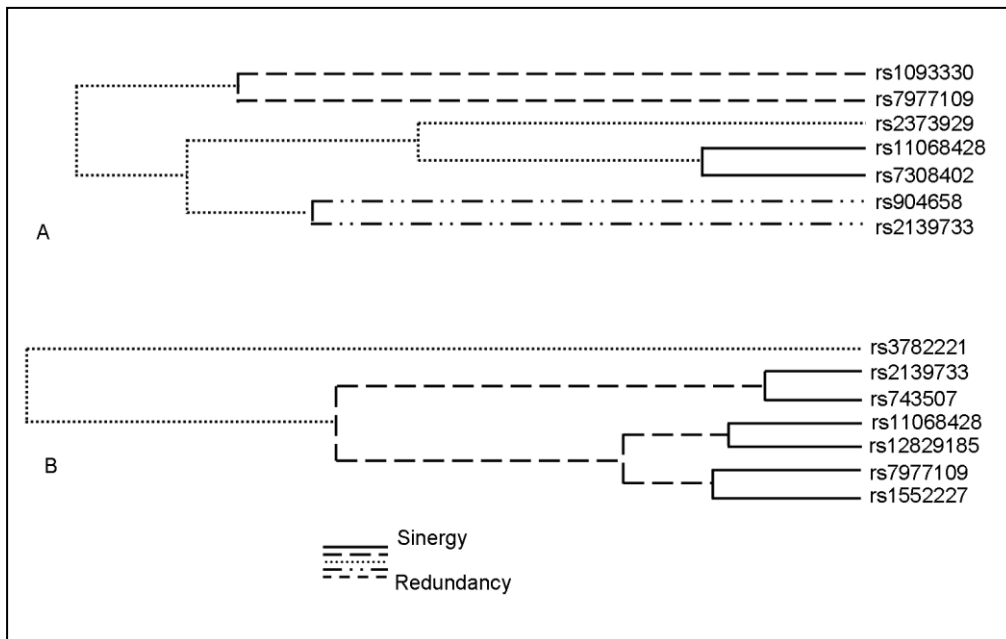 rs1093330
rs7977109
rs2373929
rs11068428
rs7308402
rs904658
rs2139733
A
rs3782221
rs2139733
rs743507
rs11068428
rs12829185
rs7977109
rs1552227
B
Sinergy
Redundancy